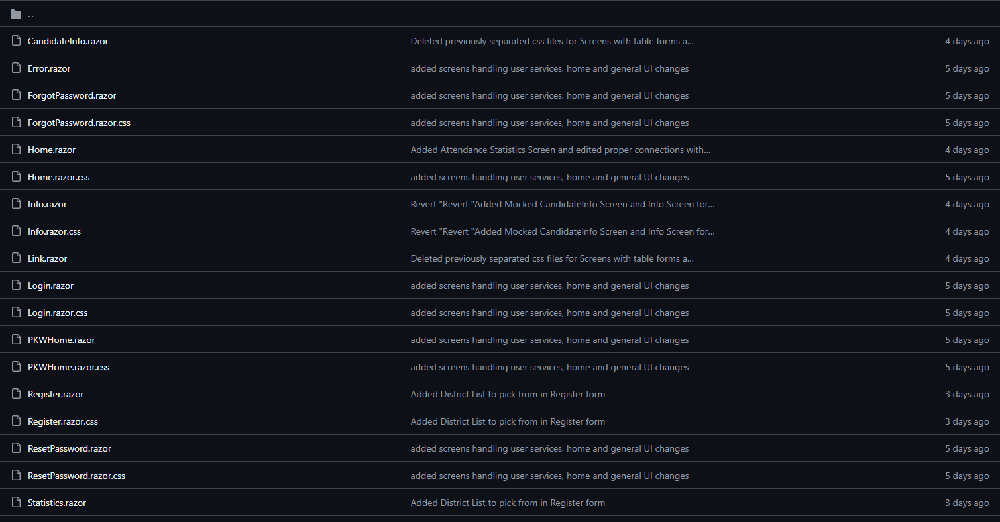 ..
CandidateInfo.razor Deleted previously separated css files for Screens with table forms a... 4 days ago
Error.razor added screens handling user services, home and general UI changes 5 days ago
ForgotPassword.razor added screens handling user services, home and general UI changes 5 days ago
ForgotPassword.razor.css added screens handling user services, home and general UI changes 5 days ago
Home.razor Added Attendance Statistics Screen and edited proper connections with... 4 days ago
Home.razor.css added screens handling user services, home and general UI changes 5 days ago
Info.razor Revert "Revert "Added Mocked CandidateInfo Screen and Info Screen for... 4 days ago
Info.razor.css Revert "Revert "Added Mocked CandidateInfo Screen and Info Screen for... 4 days ago
Link.razor Deleted previously separated css files for Screens with table forms a... 4 days ago
Login.razor added screens handling user services, home and general UI changes 5 days ago
Login.razor.css added screens handling user services, home and general UI changes 5 days ago
PKWHome.razor added screens handling user services, home and general UI changes 5 days ago
PKWHome.razor.css added screens handling user services, home and general UI changes 5 days ago
Register.razor Added District List to pick from in Register form 3 days ago
Register.razor.css Added District List to pick from in Register form 3 days ago
ResetPassword.razor added screens handling user services, home and general UI changes 5 days ago
ResetPassword.razor.css added screens handling user services, home and general UI changes 5 days ago
Statistics.razor Added District List to pick from in Register form 3 days ago